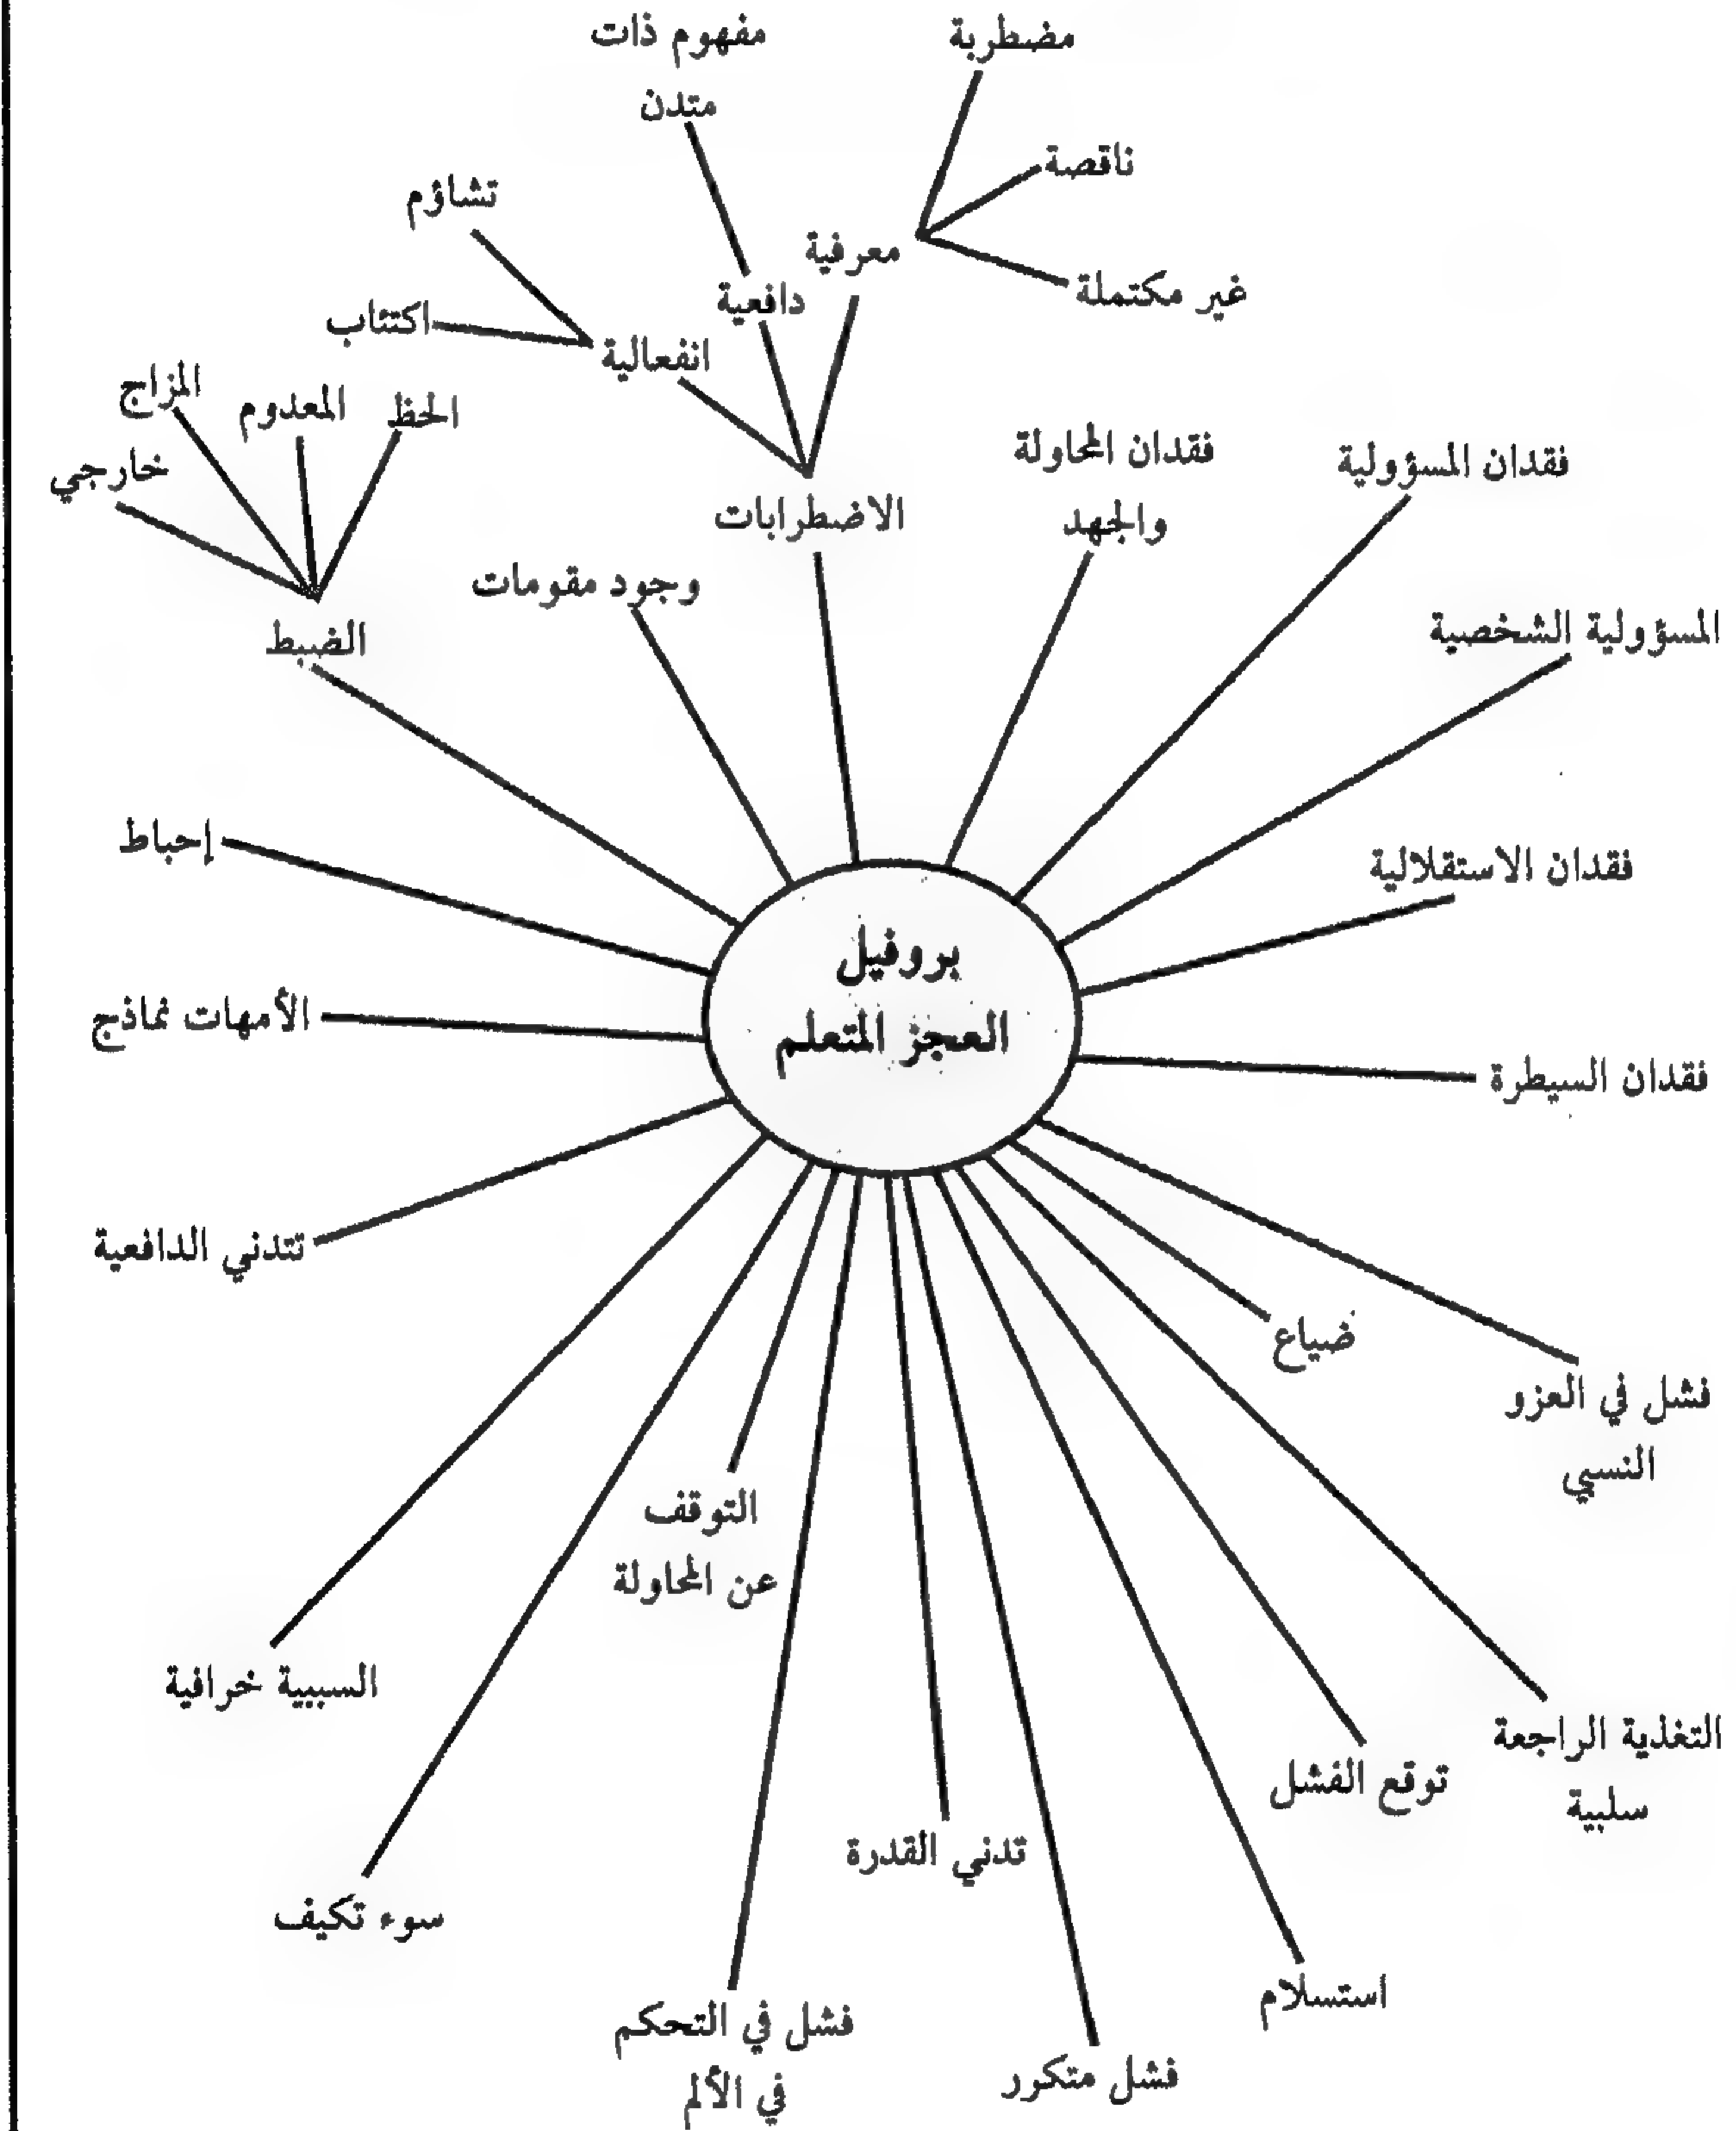 مضطربة
مفهوم ذات
متدن
ناقصة
تشاؤم
معرفية
غير مكتملة
دافعية
اكتئاب
انفعالية
المزاج
المعدوم
الحظ
خارجي
فقدان المحاولة
والجهد
فقدان المسؤولية
الاضطرابات
وجود مقومات
الضبط
المسؤولية الشخصية
إحباط
فقدان الاستقلالية
بروفيل
العجز المتعلم
الأمهات نماذج
فقدان السيطرة
تتدني الدافعية
ضياع
فشل في العزو
النسبي
التوقف
عن المحاولة
السببية خرافية
التغذية الراجعة
سلبية
توقع الفشل
تدني القدرة
سوء تكيف
استسلام
فشل في التحكم
في الألم
فشل متكرر